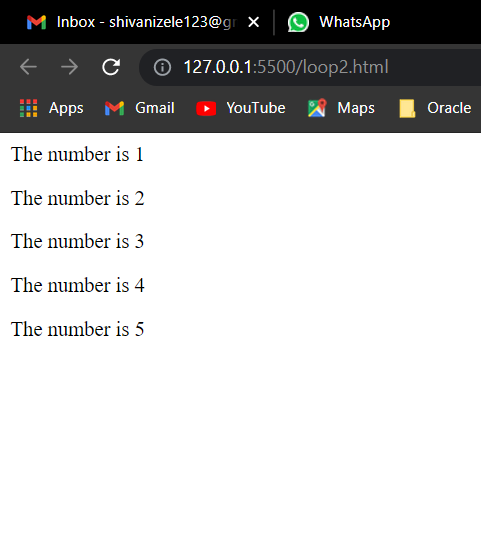 Inbox - shivanizele123@g
WhatsApp
127.0.0.1:5500/loop2.html
Apps Gmail YouTube Maps Oracle
The number is 1
The number is 2
The number is 3
The number is 4
The number is 5